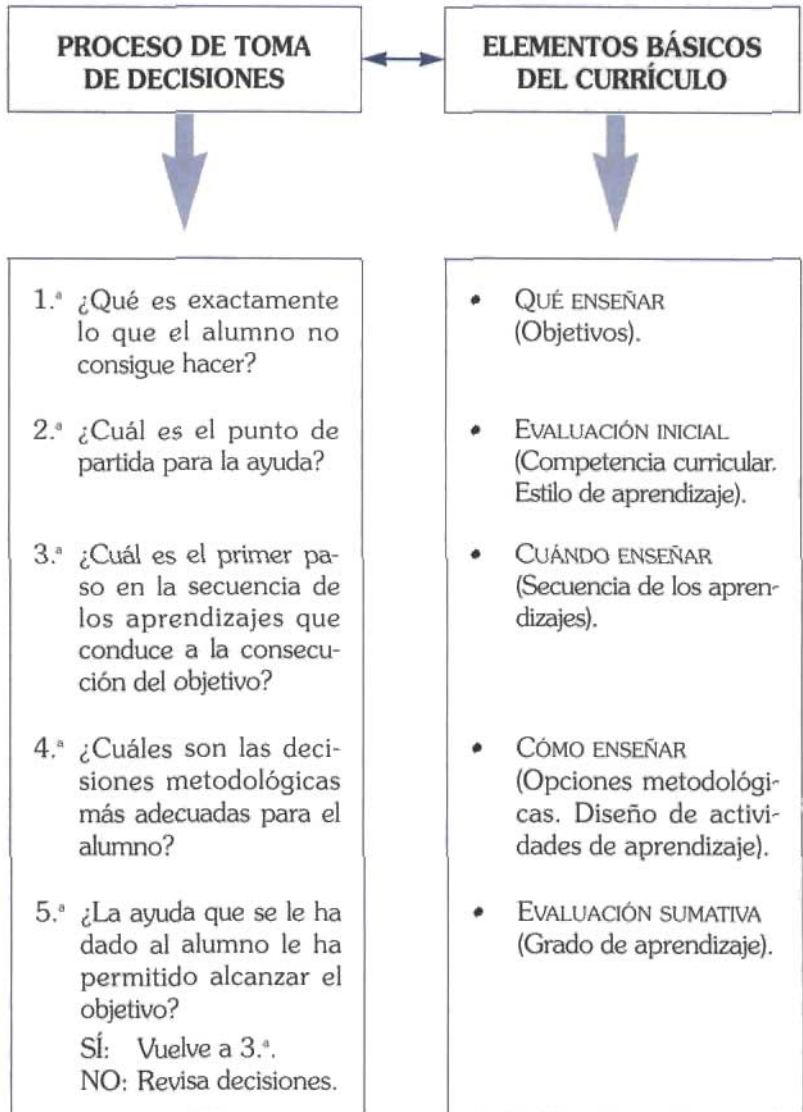 PROCESO DE TOMA
DE DECISIONES
ELEMENTOS BÁSICOS
DEL CURRÍCULO
1.ª ¿Qué es exactamente
lo que el alumno no
consigue hacer?
2.ª ¿Cuál es el punto de
partida para la ayuda?
3.ª ¿Cuál es el primer pa-
so en la secuencia de
los aprendizajes que
conduce a la consecu-
ción del objetivo?
4.ª ¿Cuáles son las deci-
siones metodológicas
más adecuadas para el
alumno?
5.ª ¿La ayuda que se le ha
dado al alumno le ha
permitido alcanzar el
objetivo?
SÍ: Vuelve a 3.ª.
NO: Revisa decisiones.
• QUÉ ENSEÑAR
(Objetivos).
• EVALUACIÓN INICIAL
(Competencia curricular.
Estilo de aprendizaje).
• CUÁNDO ENSEÑAR
(Secuencia de los apren-
dizajes).
• CÓMO ENSEÑAR
(Opciones metodológi-
cas. Diseño de activi-
dades de aprendizaje).
• EVALUACIÓN SUMATIVA
(Grado de aprendizaje).